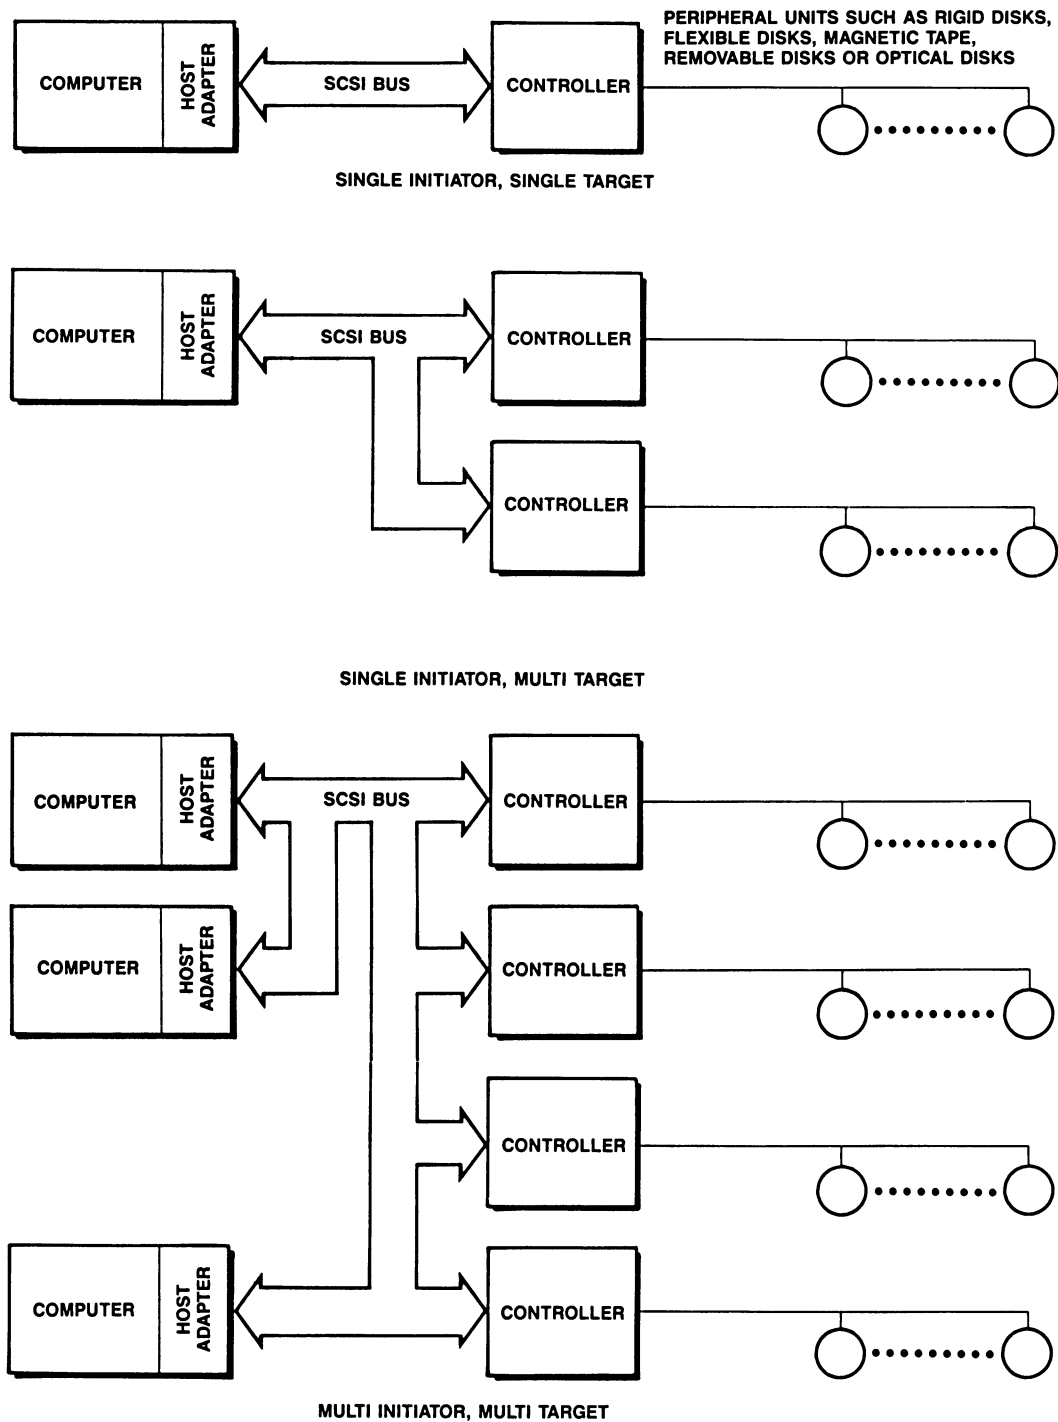 PERIPHERAL UNITS SUCH AS RIGID DISKS,
FLEXIBLE DISKS, MAGNETIC TAPE,
REMOVABLE DISKS OR OPTICAL DISKS
COMPUTER
HOST
ADAPTER
SCSI BUS
CONTROLLER
SINGLE INITIATOR, SINGLE TARGET
COMPUTER
HOST
ADAPTER
SCSI BUS
CONTROLLER
CONTROLLER
SINGLE INITIATOR, MULTI TARGET
COMPUTER
HOST
ADAPTER
SCSI BUS
CONTROLLER
COMPUTER
HOST
ADAPTER
CONTROLLER
CONTROLLER
COMPUTER
HOST
ADAPTER
CONTROLLER
MULTI INITIATOR, MULTI TARGET